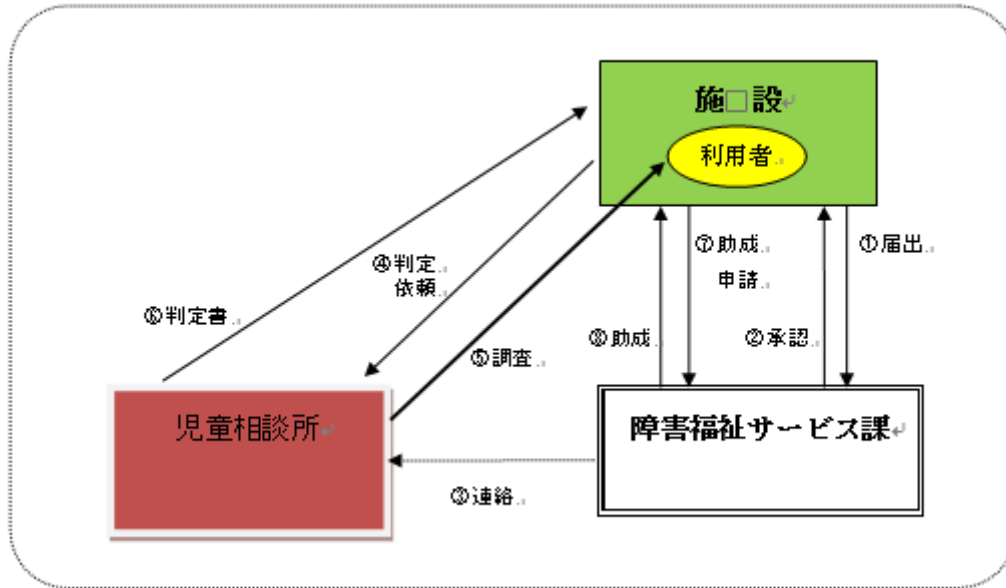 施□設
利用者
⑦助成
申請
①届出
④判定
依頼
⑥判定書
⑧助成
②承認
⑤調査
児童相談所
障害福祉サービス課
③連絡